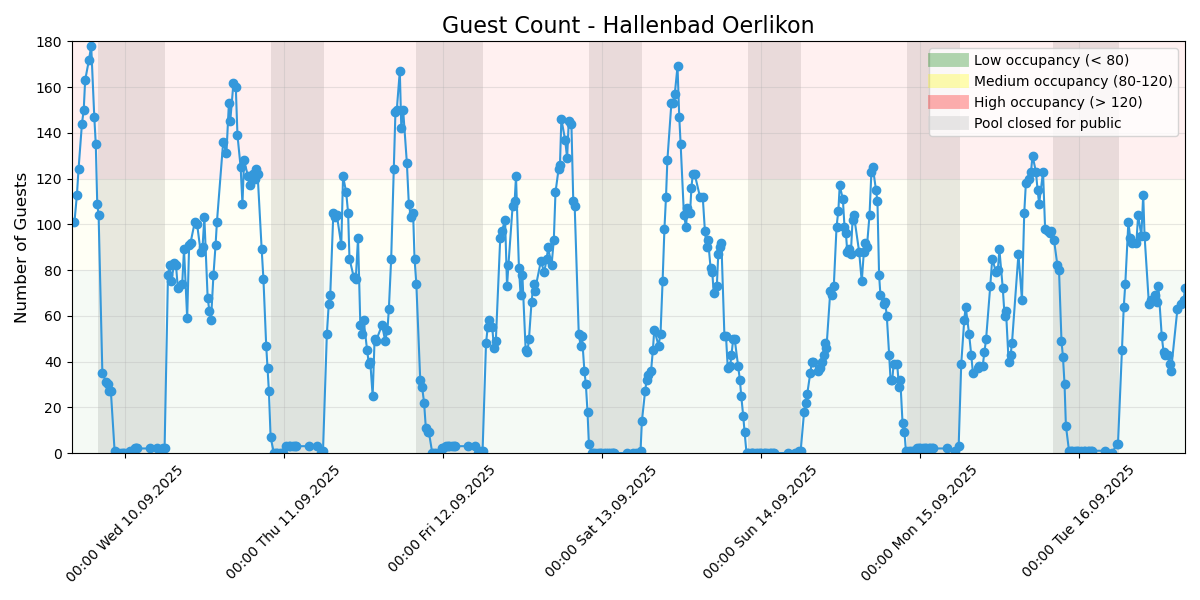 Guest Count - Hallenbad Oerlikon
Number of Guests
180
160
140
120
100
80
60
40
20
0
Low occupancy (< 80)
Medium occupancy (80-120)
High occupancy (> 120)
Pool closed for public
00:00 Wed 10.09.2025
00:00 Thu 11.09.2025
00:00 Fri 12.09.2025
00:00 Sat 13.09.2025
00:00 Sun 14.09.2025
00:00 Mon 15.09.2025
00:00 Tue 16.09.2025